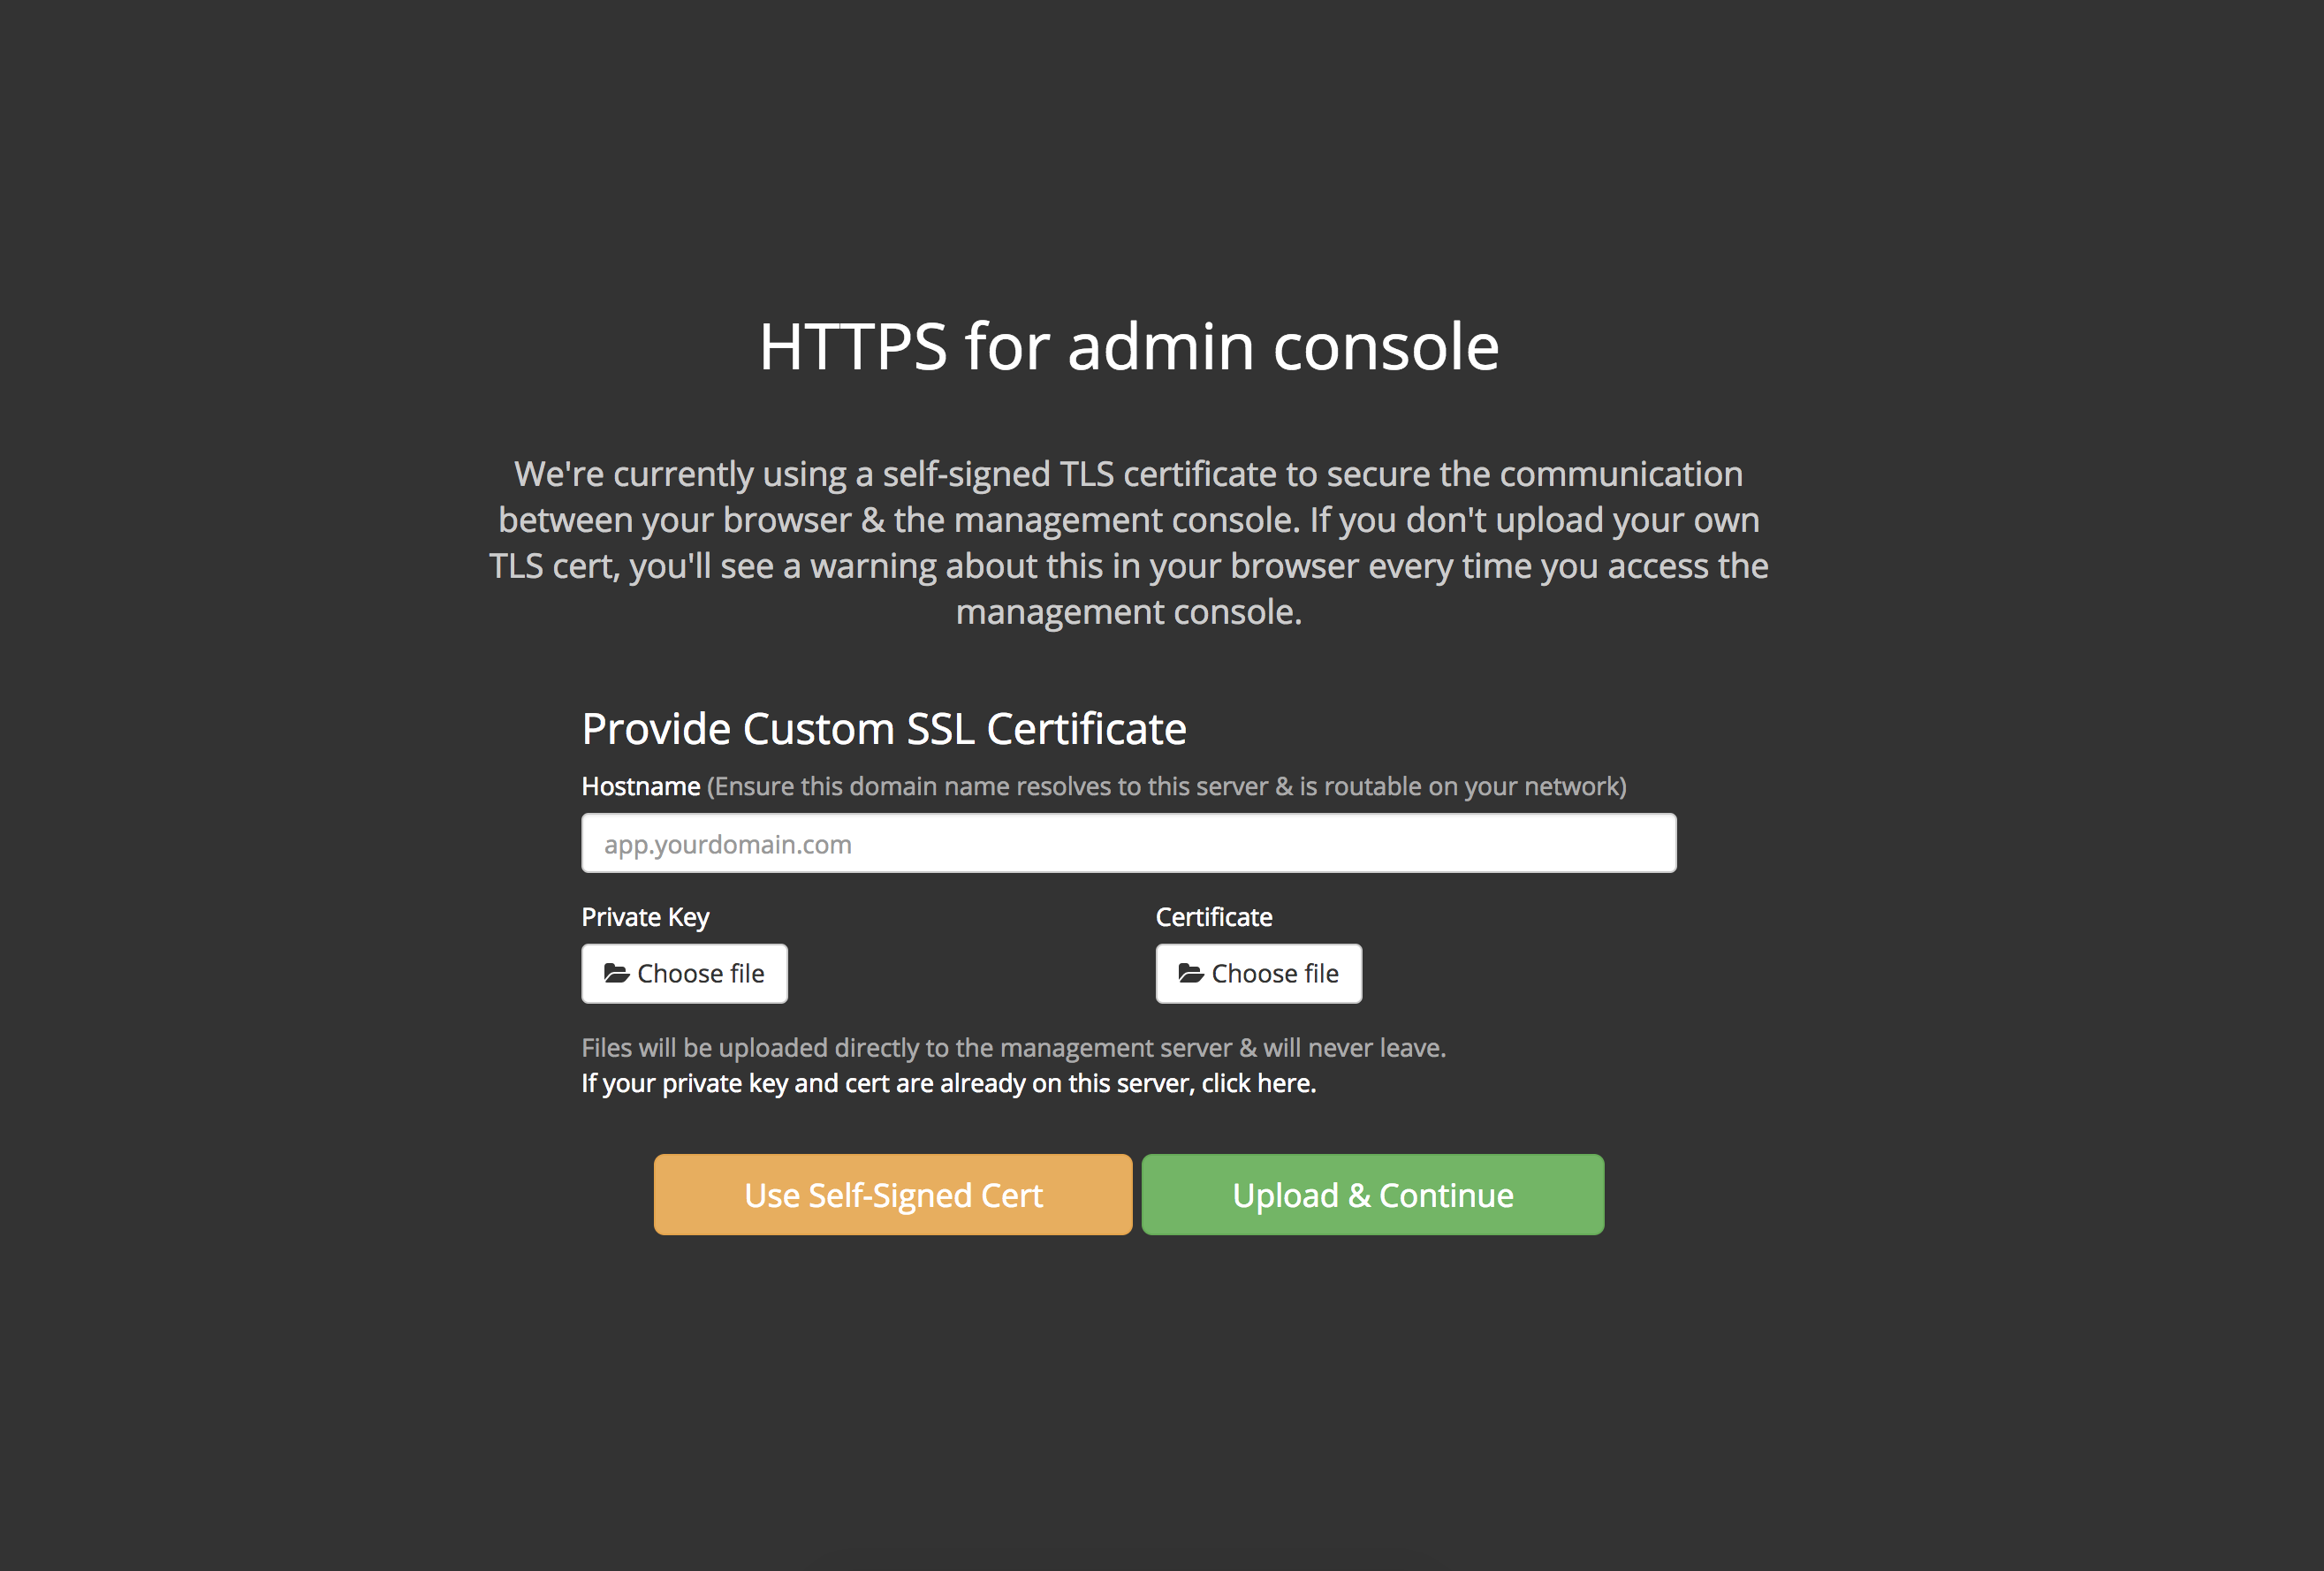 HTTPS for admin console
We're currently using a self-signed TLS certificate to secure the communication
between your browser & the management console. If you don't upload your own
TLS cert, you'll see a warning about this in your browser every time you access the
management console.
Provide Custom SSL Certificate
Hostname (Ensure this domain name resolves to this server & is routable on your network)
app.yourdomain.com
Private Key Certificate
Choose file Choose file
Files will be uploaded directly to the management server & will never leave.
If your private key and cert are already on this server, click here.
Use Self-Signed Cert Upload & Continue